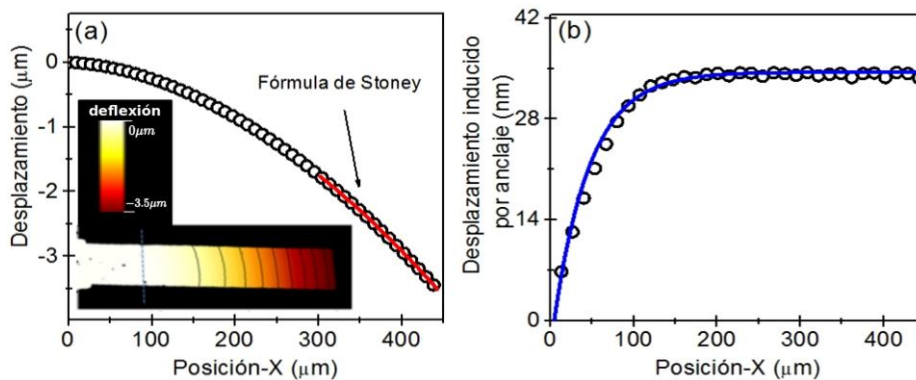 (a)
0
-1
-2
-3
Desplazamiento (μm)
Fórmula de Stoney
deflexión
0μm
−3.5μm
0 100 200 300 400
Posición-X (μm)
(b)
42
28
14
0
Desplazamiento inducido
por anclaje (nm)
0 100 200 300 400
Posición-X (μm)